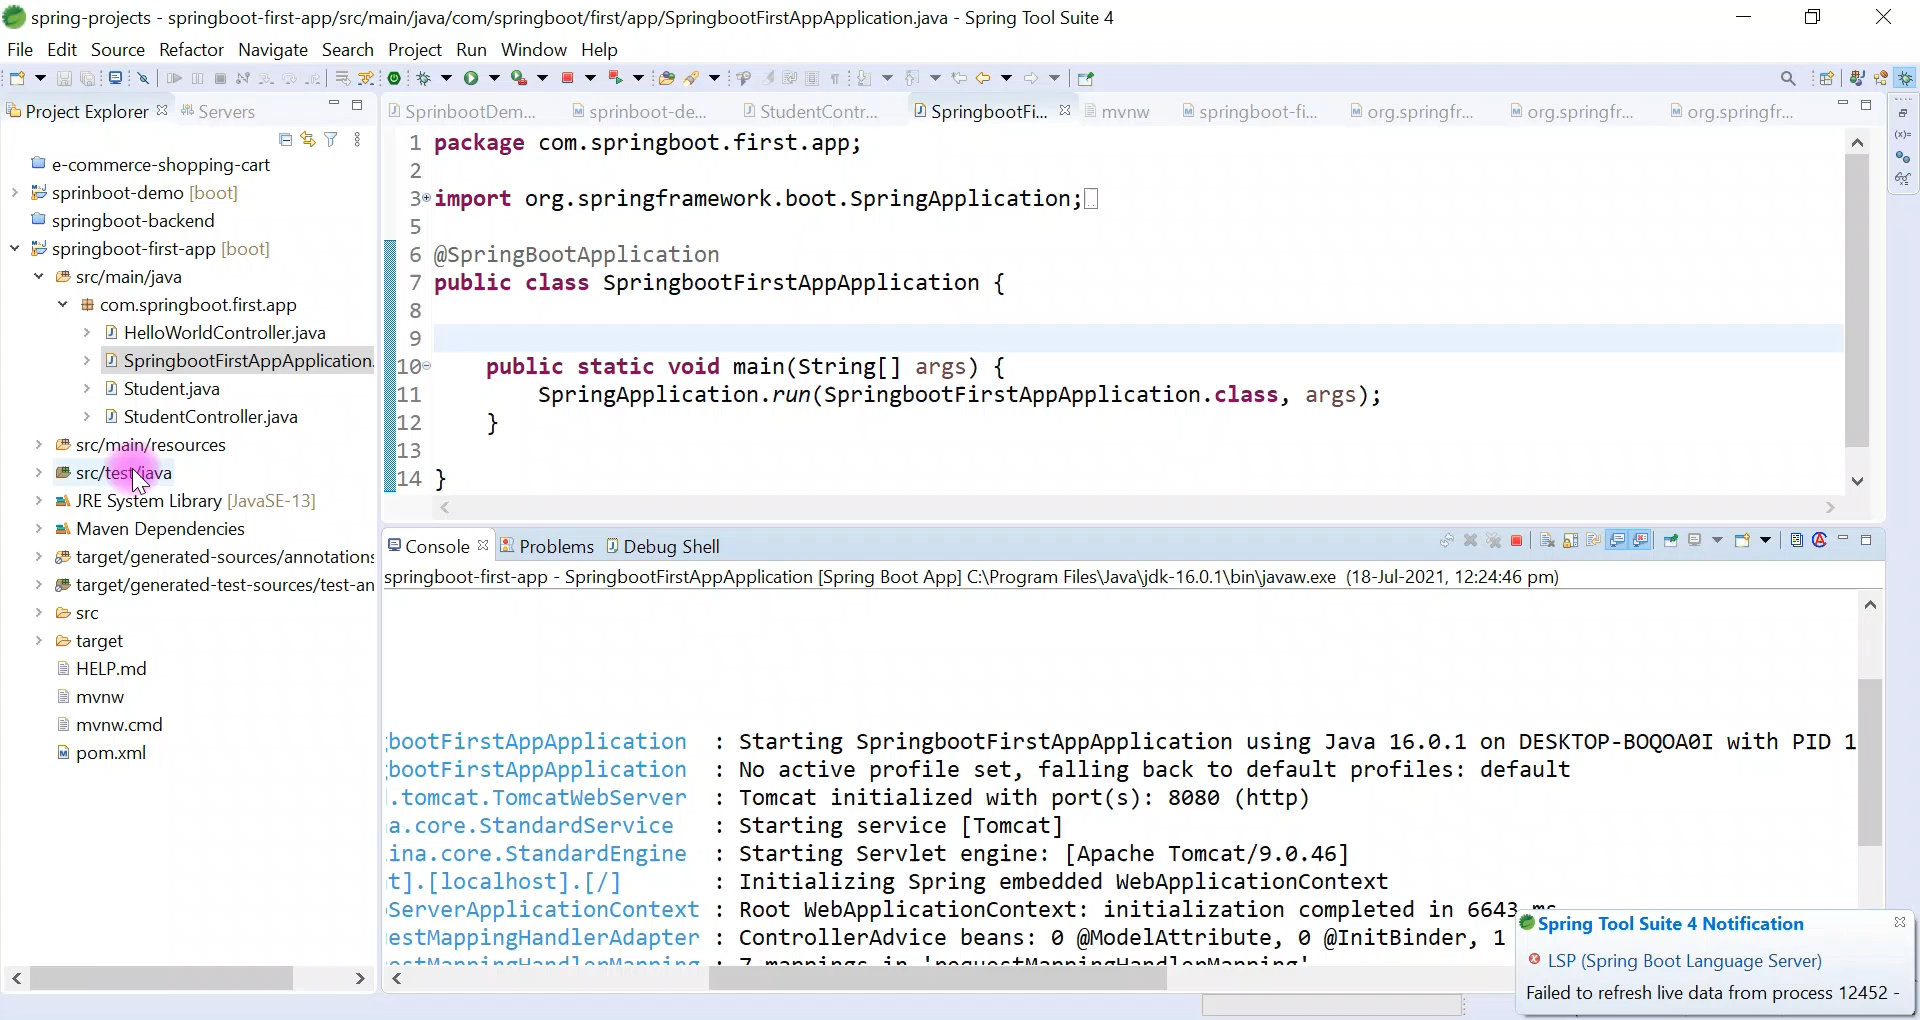 spring-projects - springboot-first-app/src/main/java/com/springboot/first/app/SpringbootFirstAppApplication.java - Spring Tool Suite 4
File Edit Source Refactor Navigate Search Project Run Window Help
Project Explorer Servers
e-commerce-shopping-cart
sprinboot-demo [boot]
springboot-backend
springboot-first-app [boot]
src/main/java
com.springboot.first.app
HelloWorldController.java
SpringbootFirstAppApplication.
Student.java
StudentController.java
src/main/resources
src/test/java
JRE System Library [JavaSE-13]
Maven Dependencies
target/generated-sources/annotations
target/generated-test-sources/test-an
src
target
HELP.md
mvnw
mvnw.cmd
pom.xml
SprinbootDem... sprinboot-de... StudentContr... SpringbootFi... mvnw springboot-fi... org.springfr... org.springfr... org.springfr...
1 package com.springboot.first.app;
2
3 import org.springframework.boot.SpringApplication;
5
6 @SpringBootApplication
7 public class SpringbootFirstAppApplication {
8
9
10 public static void main(String[] args) {
11 SpringApplication.run(SpringbootFirstAppApplication.class, args);
12 }
13
14 }
Console Problems Debug Shell
springboot-first-app - SpringbootFirstAppApplication [Spring Boot App] C:\Program Files\Java\jdk-16.0.1\bin\javaw.exe (18-Jul-2021, 12:24:46 pm)
bootFirstAppApplication : Starting SpringbootFirstAppApplication using Java 16.0.1 on DESKTOP-BOQOA0I with PID 1
bootFirstAppApplication : No active profile set, falling back to default profiles: default
.tomcat.TomcatWebServer : Tomcat initialized with port(s): 8080 (http)
a.core.StandardService : Starting service [Tomcat]
ina.core.StandardEngine : Starting Servlet engine: [Apache Tomcat/9.0.46]
t].[localhost].[/] : Initializing Spring embedded WebApplicationContext
ServerApplicationContext : Root WebApplicationContext: initialization completed in 6643 ms
estMappingHandlerAdapter : ControllerAdvice beans: 0 @ModelAttribute, 0 @InitBinder, 1
estMappingHandlerMapping : 7 mappings in 'requestMappingHandlerMapping'
Spring Tool Suite 4 Notification
LSP (Spring Boot Language Server)
Failed to refresh live data from process 12452 -